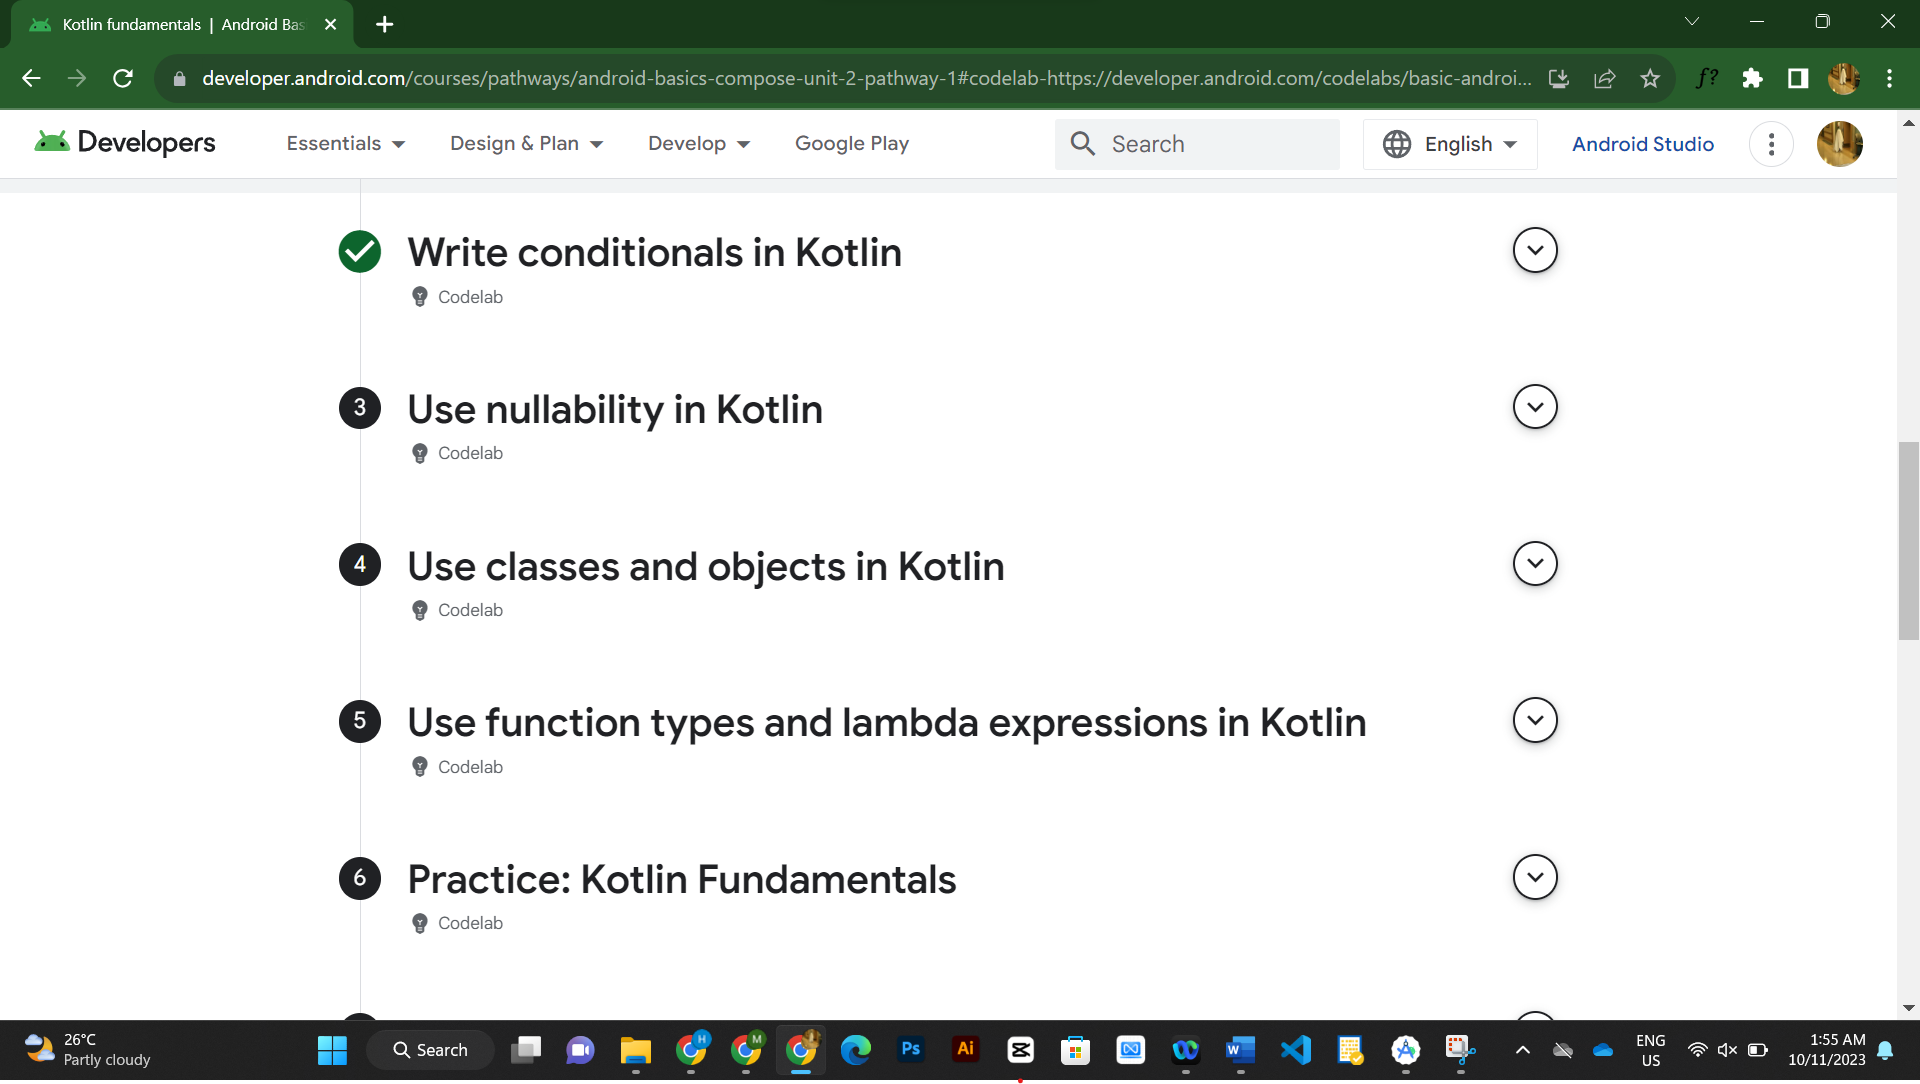 Kotlin fundamentals | Android Bas
developer.android.com/courses/pathways/android-basics-compose-unit-2-pathway-1#codelab-https://developer.android.com/codelabs/basic-androi...
f?
Developers
Essentials
Design & Plan
Develop
Google Play
Search
English
Android Studio
Write conditionals in Kotlin
Codelab
3
Use nullability in Kotlin
Codelab
4
Use classes and objects in Kotlin
Codelab
5
Use function types and lambda expressions in Kotlin
Codelab
6
Practice: Kotlin Fundamentals
Codelab
26°C
Partly cloudy
Search
H
M
Ps
Ai
W
ENG
US
1:55 AM
10/11/2023